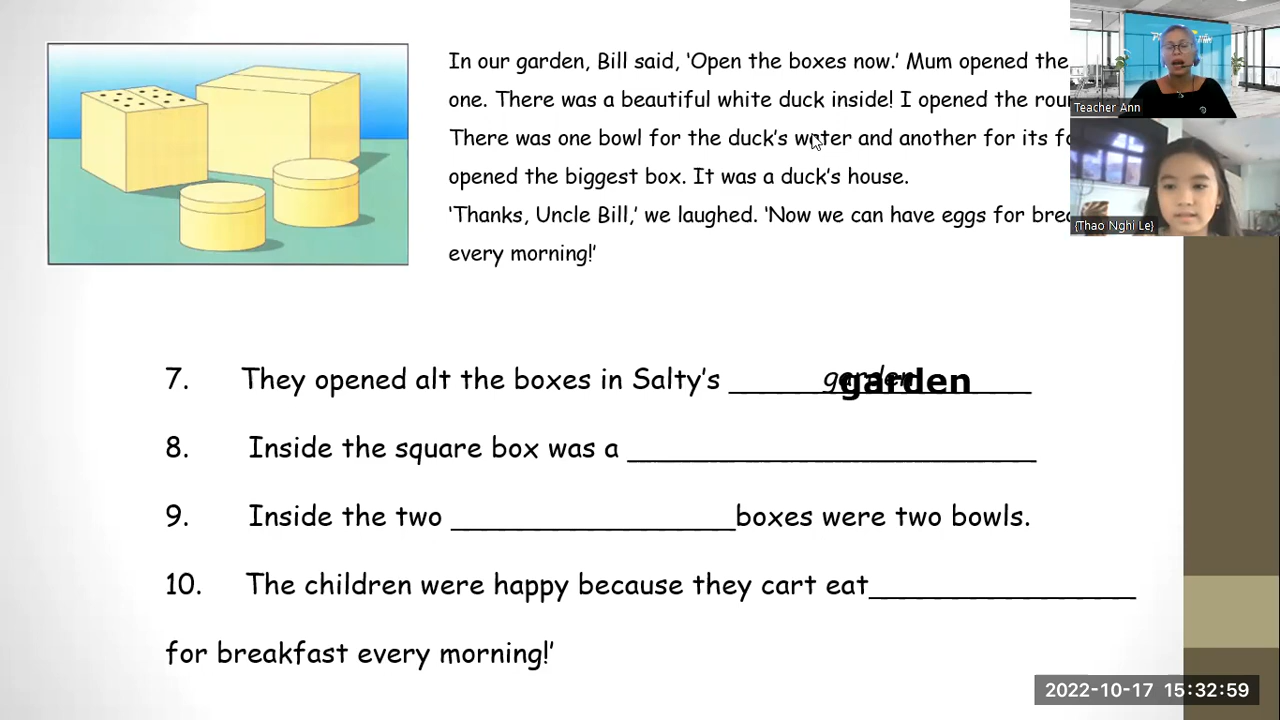 In our garden, Bill said, ‘Open the boxes now.’ Mum opened the
one. There was a beautiful white duck inside! I opened the
There was one bowl for the duck’s water and another for its
opened the biggest box. It was a duck’s house.
‘Thanks, Uncle Bill,’ we laughed. ‘Now we can have eggs for
every morning!’
Teacher Ann
{Thao Nghi Le}
7. They opened alt the boxes in Salty’s garden garden
8. Inside the square box was a ____
9. Inside the two ____ boxes were two bowls.
10. The children were happy because they cart eat____
for breakfast every morning!’
2022-10-17 15:32:59